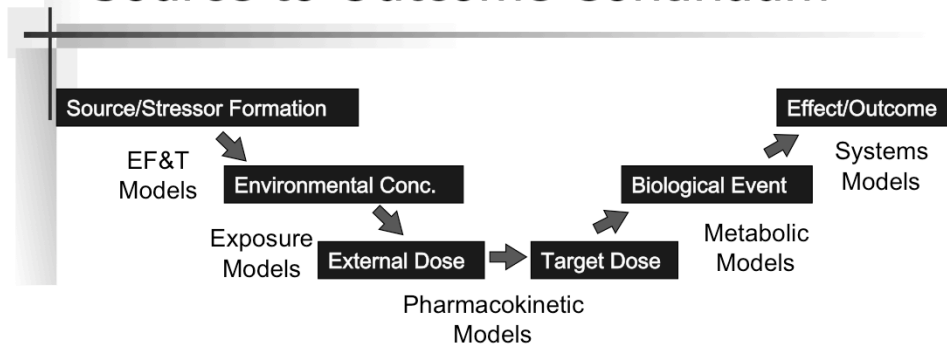 Source/Stressor Formation
Effect/Outcome
EF&T
Models
Systems
Models
Environmental Conc.
Biological Event
Exposure
Models
Metabolic
Models
External Dose
Target Dose
Pharmacokinetic
Models